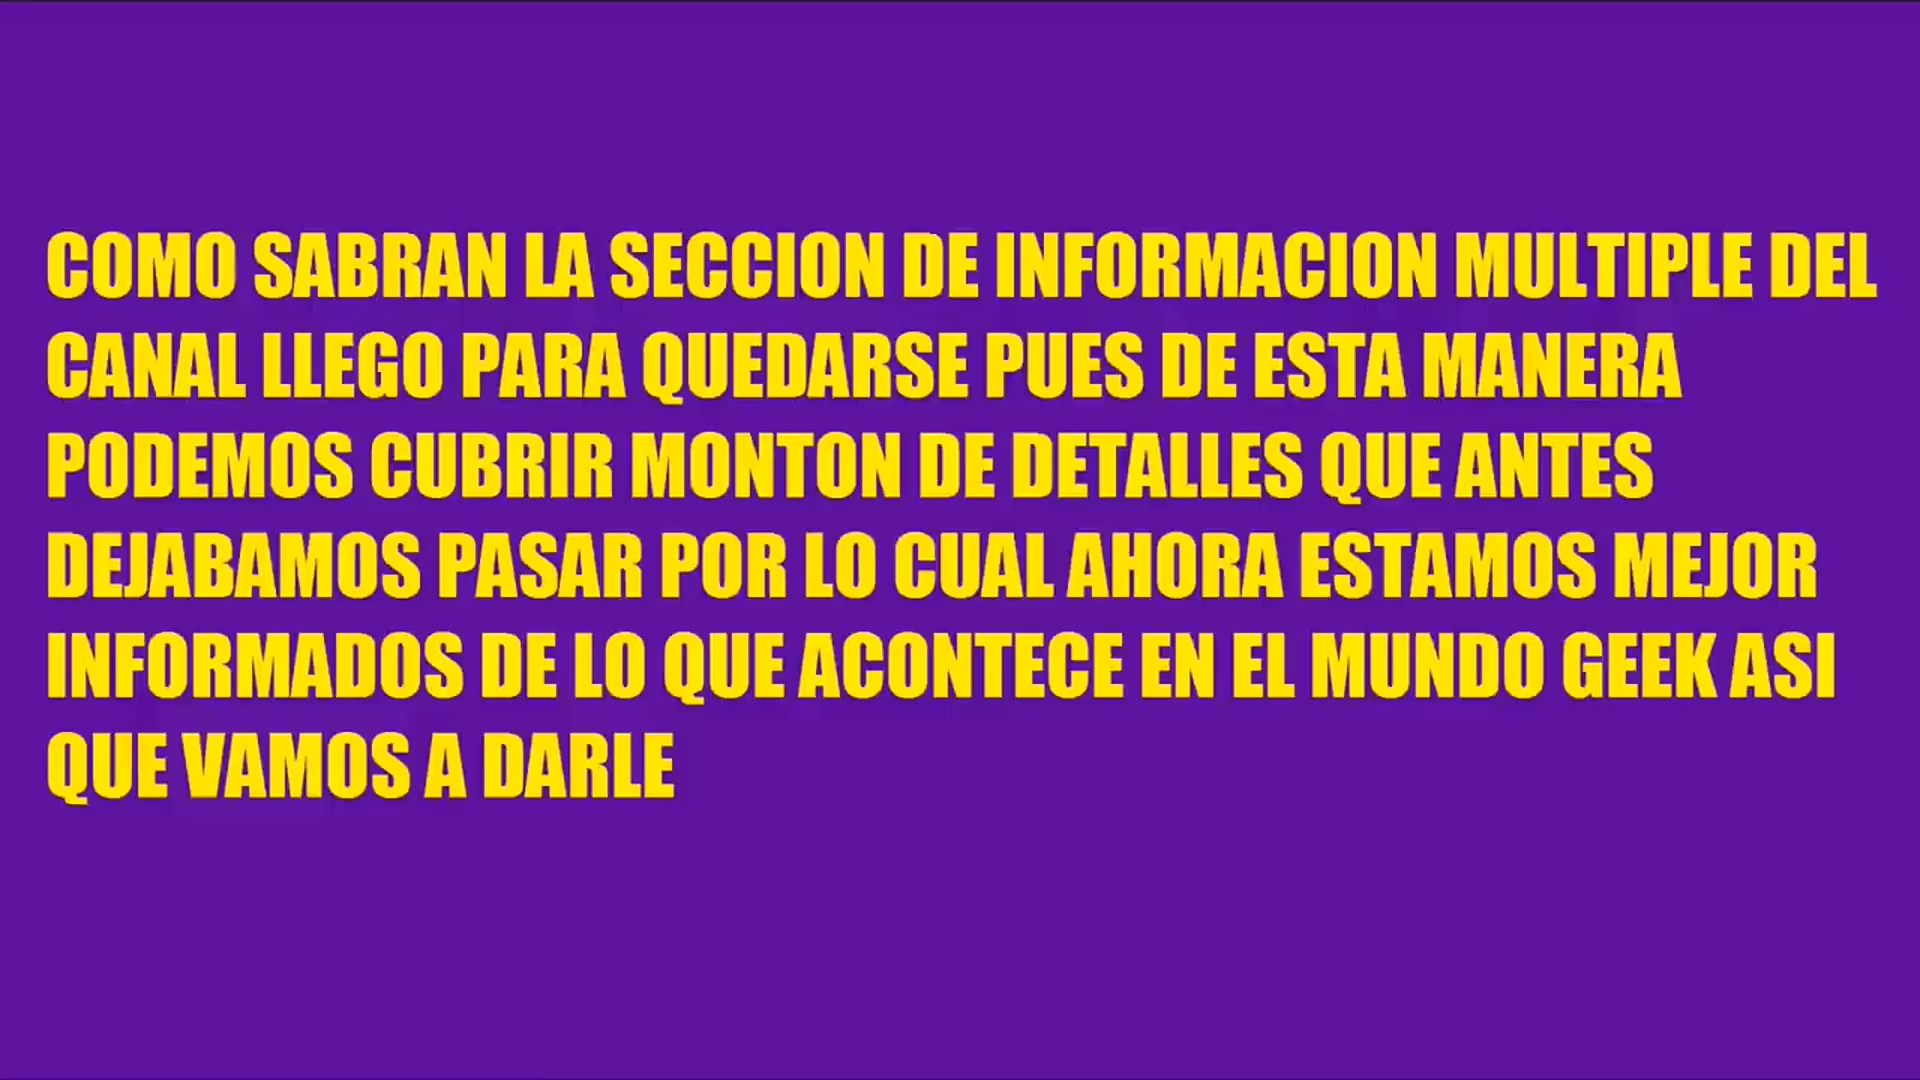 COMO SABRAN LA SECCION DE INFORMACION MULTIPLE DEL
CANAL LLEGO PARA QUEDARSE PUES DE ESTA MANERA
PODEMOS CUBRIR MONTON DE DETALLES QUE ANTES
DEJABAMOS PASAR POR LO CUAL AHORA ESTAMOS MEJOR
INFORMADOS DE LO QUE ACONTECE EN EL MUNDO GEEK ASI
QUE VAMOS A DARLE